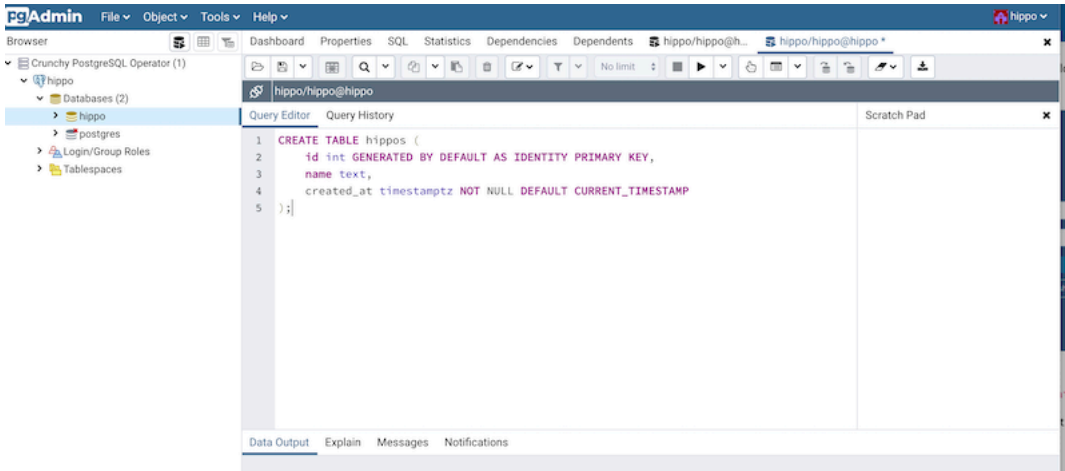 pgAdmin File Object Tools Help hippo
Browser Dashboard Properties SQL Statistics Dependencies Dependents hippo/hippo@h... hippo/hippo@hippo *
Crunchy PostgreSQL Operator (1)
hippo
Databases (2)
hippo
postgres
Login/Group Roles
Tablespaces
No limit
hippo/hippo@hippo
Query Editor Query History Scratch Pad
1 CREATE TABLE hippos (
2 id int GENERATED BY DEFAULT AS IDENTITY PRIMARY KEY,
3 name text,
4 created_at timestamptz NOT NULL DEFAULT CURRENT_TIMESTAMP
5 );
Data Output Explain Messages Notifications